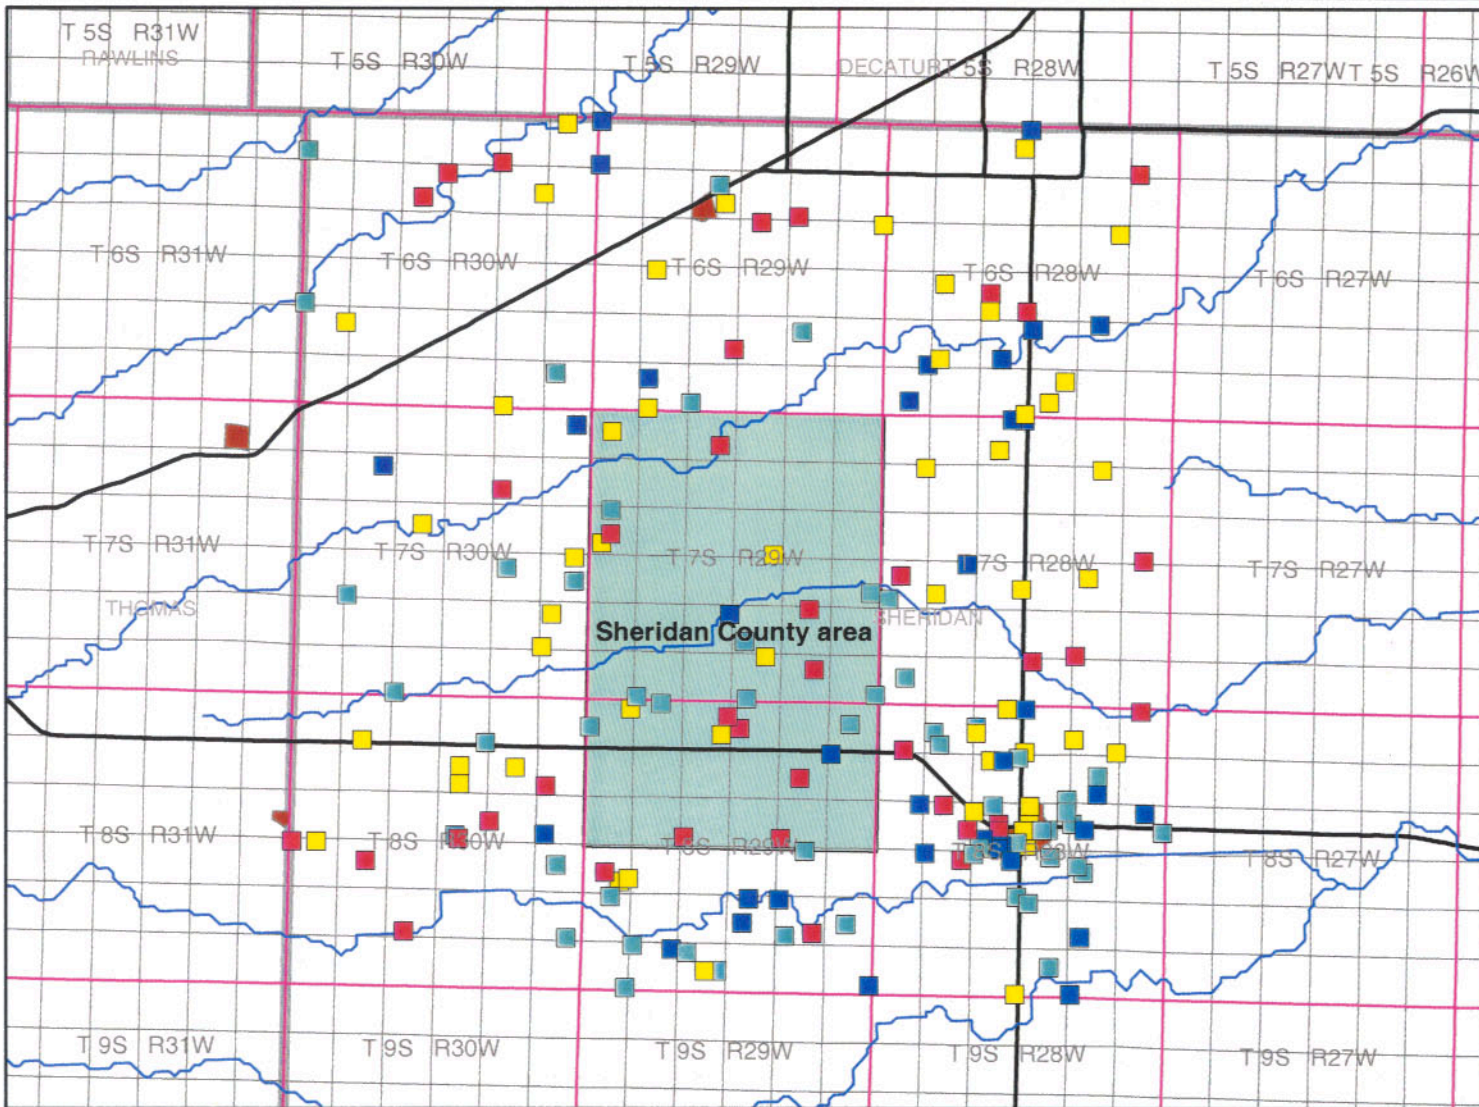 T 5S R31W
RAWLINS
T 5S R30W
T 5S R29W
DECATUR
T 5S R28W
T 5S R27W
T 5S R26W
T 6S R31W
T 6S R30W
T 6S R29W
T 6S R28W
T 6S R27W
T 7S R31W
T 7S R30W
T 7S R29W
T 7S R28W
T 7S R27W
THOMAS
SHERIDAN
Sheridan County area
T 8S R31W
T 8S R30W
T 8S R29W
T 8S R28W
T 8S R27W
T 9S R31W
T 9S R30W
T 9S R29W
T 9S R28W
T 9S R27W